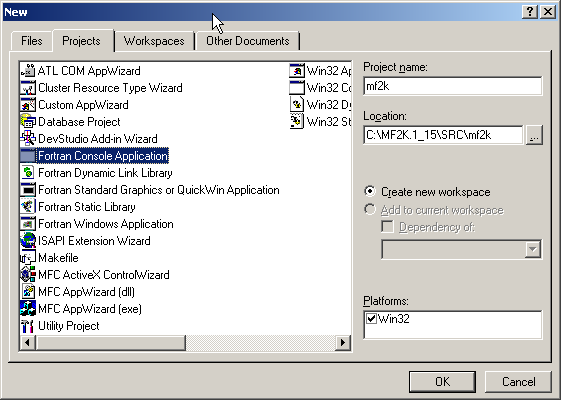 New
Files
Projects
Workspaces
Other Documents
ATL COM AppWizard
Cluster Resource Type Wizard
Custom AppWizard
Database Project
DevStudio Add-in Wizard
Fortran Console Application
Fortran Dynamic Link Library
Fortran Standard Graphics or QuickWin Application
Fortran Static Library
Fortran Windows Application
ISAPI Extension Wizard
Makefile
MFC ActiveX ControlWizard
MFC AppWizard (dll)
MFC AppWizard (exe)
Utility Project
Win32 Ap
Win32 Co
Win32 Dy
Win32 St
Project name:
mf2k
Location:
C:\MF2K.1_15\SRC\mf2k
...
Create new workspace
Add to current workspace
Dependency of:
Platforms:
Win32
OK
Cancel